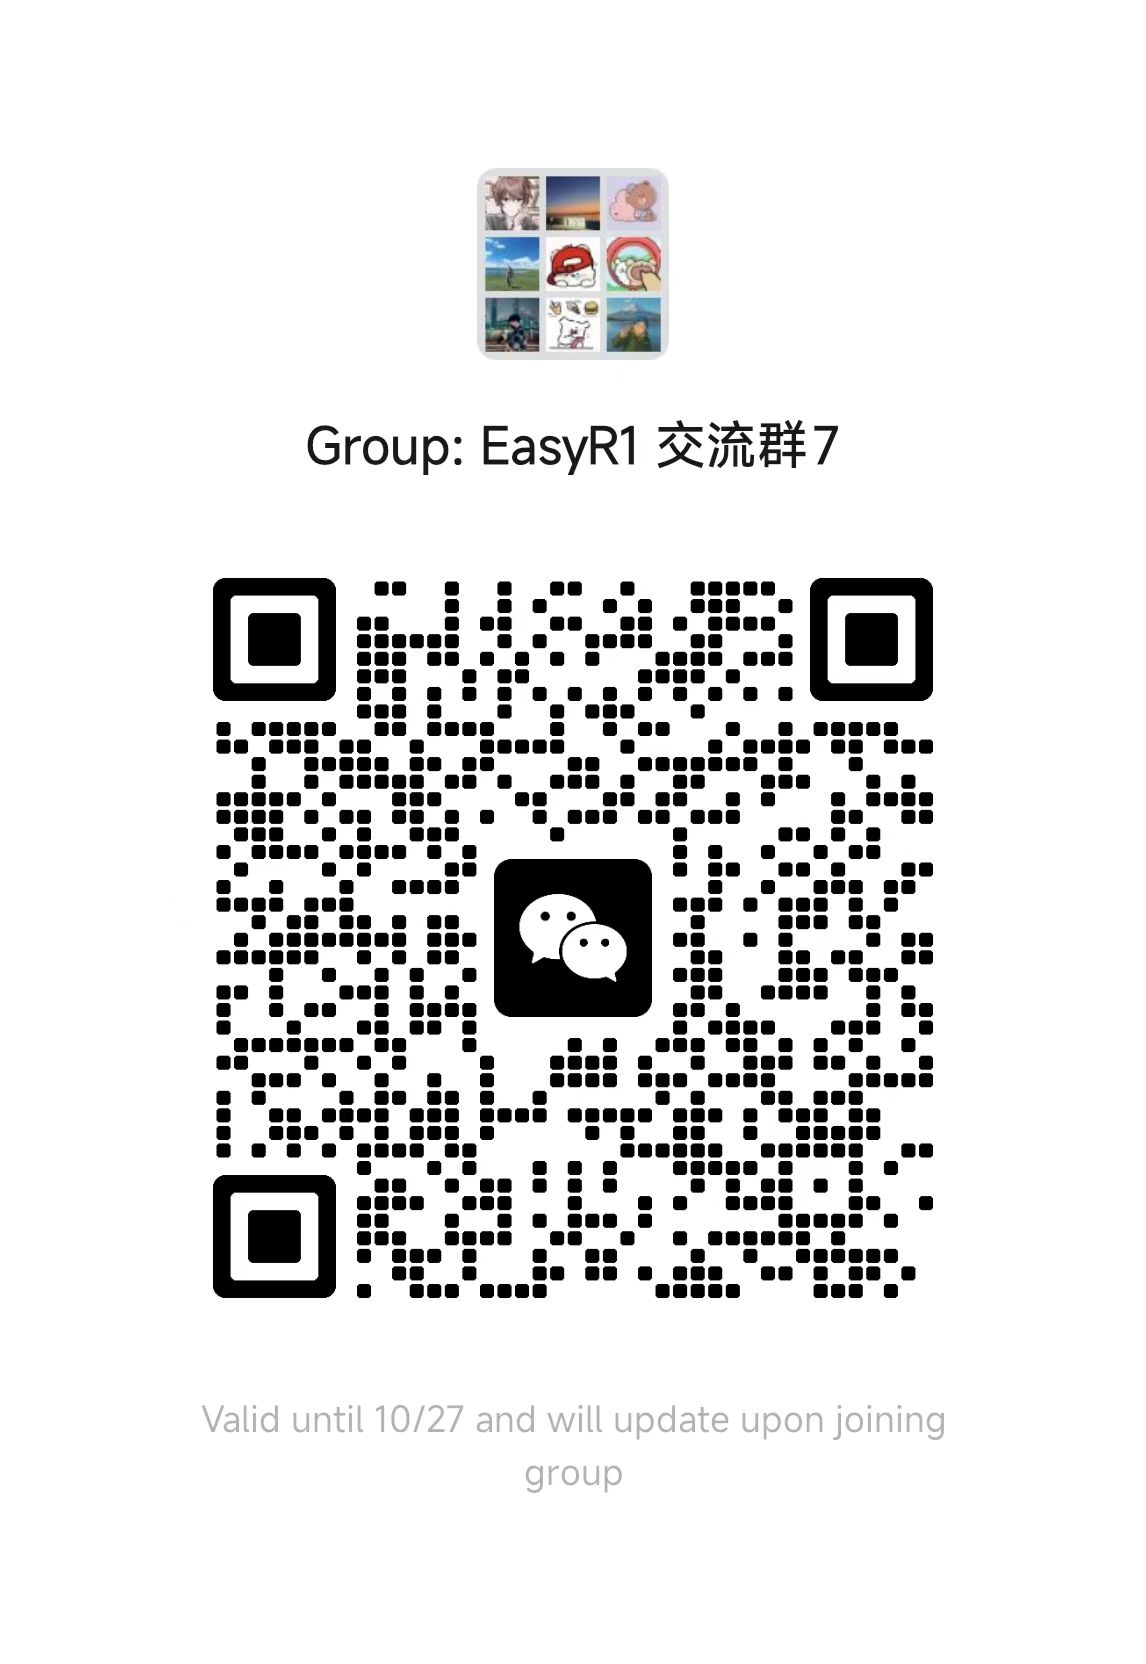 Group: EasyR1 交流群7
Valid until 10/27 and will update upon joining
group